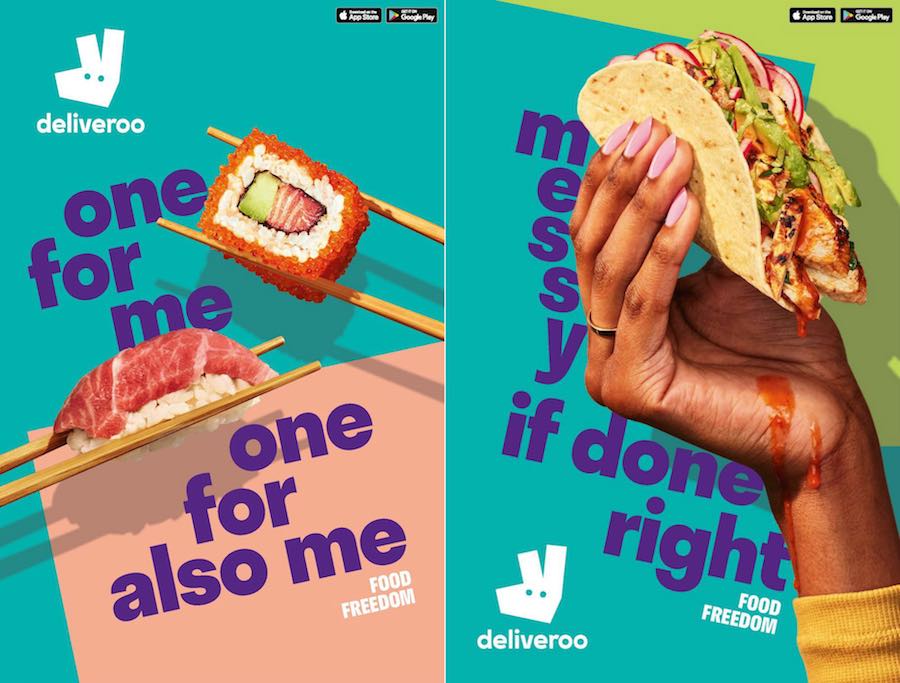 Download on the
App Store
GET IT ON
Google Play
deliveroo
one
for
me
one
for
also me
FOOD
FREEDOM
Download on the
App Store
GET IT ON
Google Play
messy
if done
right
FOOD
FREEDOM
deliveroo